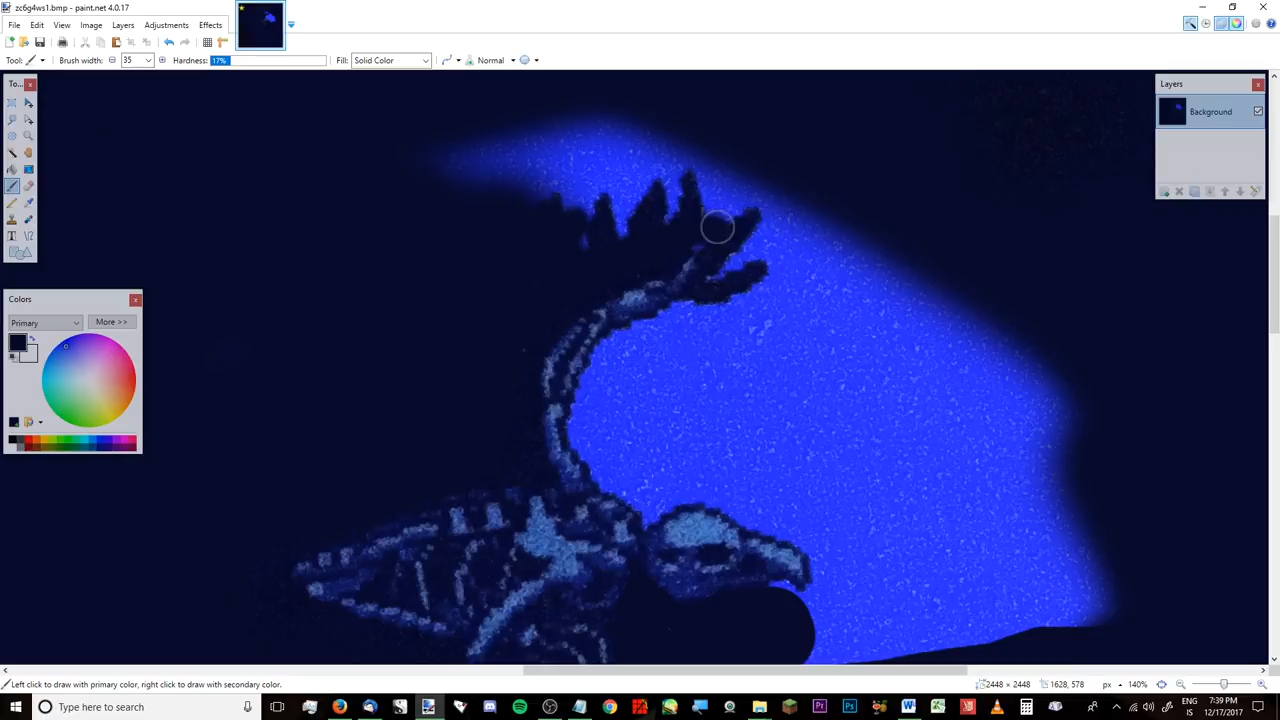 zc6g4ws1.bmp - paint.net 4.0.17
File Edit View Image Layers Adjustments Effects
Tool: Brush width: 35 Hardness: 17% Fill: Solid Color Normal
To...
Layers
Background
Colors
Primary More >>
Left click to draw with primary color, right click to draw with secondary color.
2448 × 2448 1628, 578 px 140%
Type here to search
ENG 7:39 PM
IS 12/17/2017